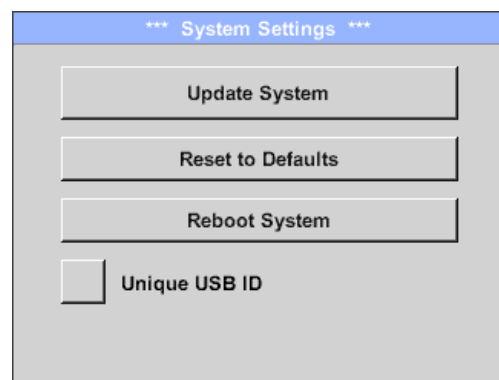 *** System Settings ***
Update System
Reset to Defaults
Reboot System
Unique USB ID